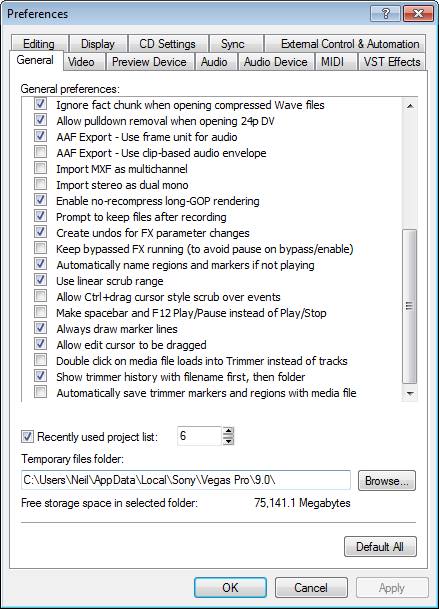 Preferences
Editing Display CD Settings Sync External Control & Automation
General Video Preview Device Audio Audio Device MIDI VST Effects
General preferences:
Ignore fact chunk when opening compressed Wave files
Allow pulldown removal when opening 24p DV
AAF Export - Use frame unit for audio
AAF Export - Use clip-based audio envelope
Import MXF as multichannel
Import stereo as dual mono
Enable no-recompress long-GOP rendering
Prompt to keep files after recording
Create undos for FX parameter changes
Keep bypassed FX running (to avoid pause on bypass/enable)
Automatically name regions and markers if not playing
Use linear scrub range
Allow Ctrl+drag cursor style scrub over events
Make spacebar and F12 Play/Pause instead of Play/Stop
Always draw marker lines
Allow edit cursor to be dragged
Double click on media file loads into Trimmer instead of tracks
Show trimmer history with filename first, then folder
Automatically save trimmer markers and regions with media file
Recently used project list: 6
Temporary files folder:
C:\Users\Neil\AppData\Local\Sony\Vegas Pro\9.0\ Browse...
Free storage space in selected folder: 75,141.1 Megabytes
Default All
OK Cancel Apply